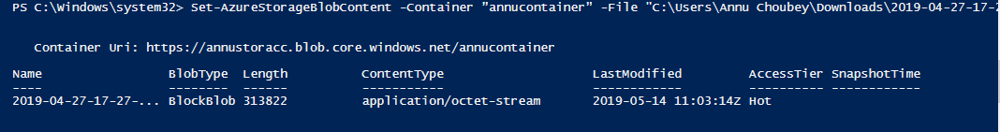 PS C:\Windows\system32> Set-AzureStorageBlobContent -Container "annucontainer" -File "C:\Users\Annu Choubey\Downloads\2019-04-27-17-2
Container Uri: https://annustoracc.blob.core.windows.net/annucontainer
Name BlobType Length ContentType LastModified AccessTier SnapshotTime
---- -------- ------ ----------- ------------ ---------- ------------
2019-04-27-17-27-... BlockBlob 313822 application/octet-stream 2019-05-14 11:03:14Z Hot